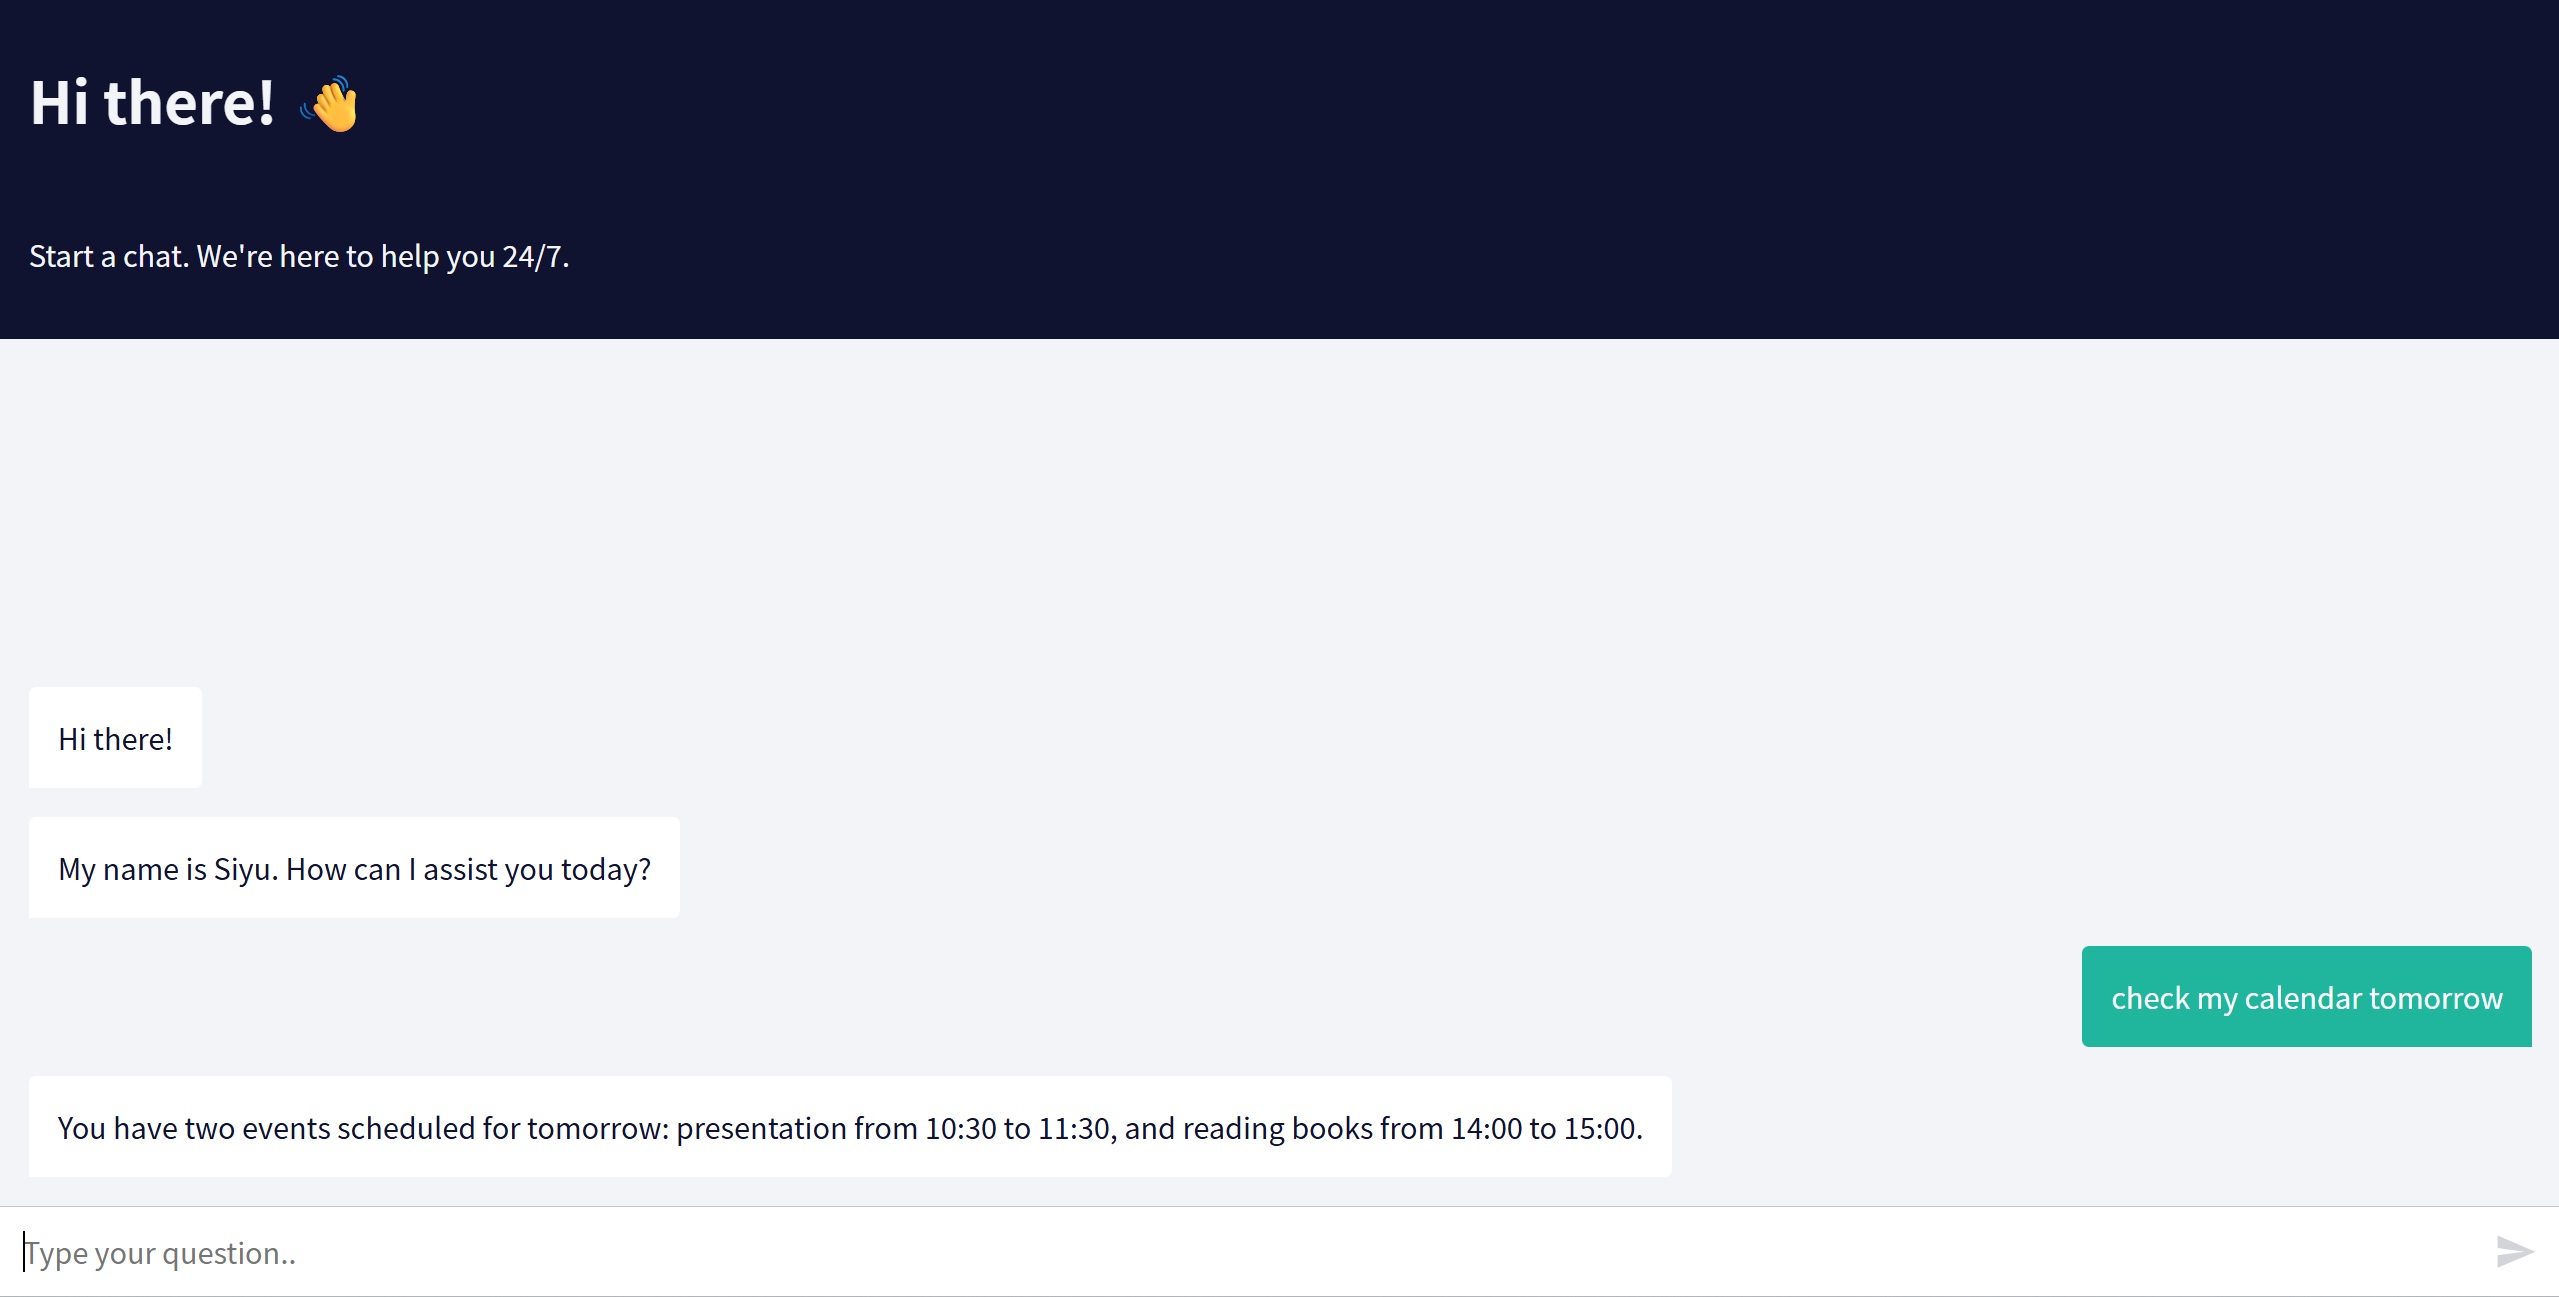 Hi there! 👋
Start a chat. We're here to help you 24/7.
Hi there!
My name is Siyu. How can I assist you today?
check my calendar tomorrow
You have two events scheduled for tomorrow: presentation from 10:30 to 11:30, and reading books from 14:00 to 15:00.
Type your question..